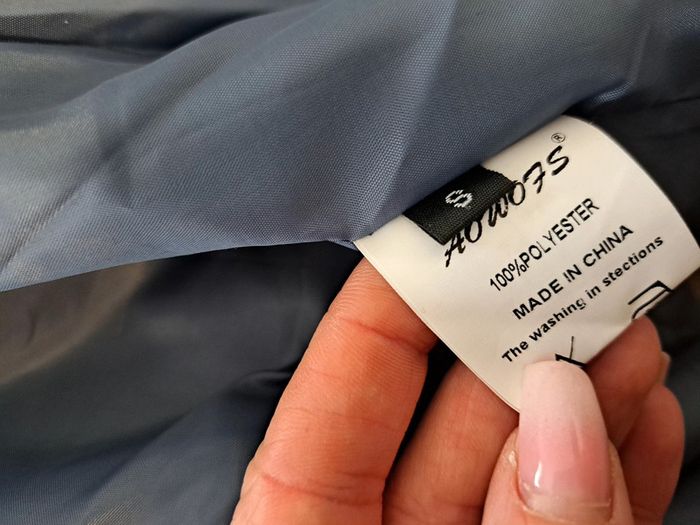 S
AOWOFS®
100%POLYESTER
MADE IN CHINA
The washing in stections